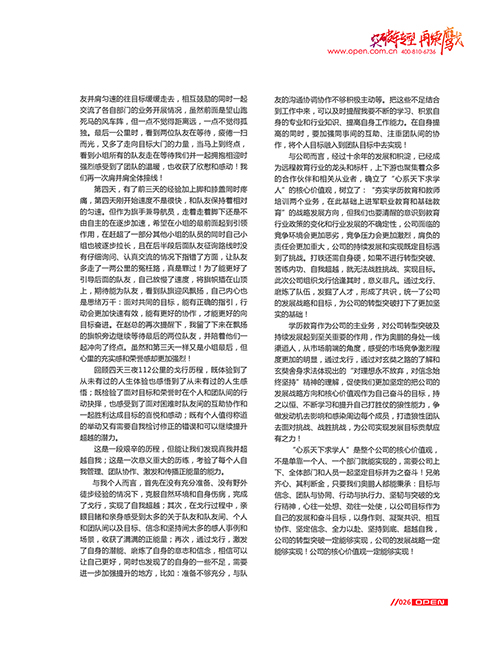 突破转型 再展鹰飞
www.open.com.cn 400-810-6736
友并肩匀速的往目标缓缓走去，相互鼓励的同时一起
交流了各自部门的业务开展情况，虽然前面是望山跑
死马的风车阵，但一点不觉得距离远，一点不觉得孤
独。最后一公里时，看到两位队友在等待，疲倦一扫
而光，又多了走向目标大门的力量，当马上到终点，
看到小组所有的队友走在等待我们并一起拥抱相迎时
强烈感受到了团队的温暖，也收获了欣慰和感动！我
们再一次肩并肩全体撞线！
第四天，有了前三天的经验加上脚和膝盖同时疼
痛，第四天刚开始速度不是很快，和队友保持着相对
的匀速。但作为旗手兼导航员，走着走着脚下还是不
由自主的在逐步加速，希望在小组的最前面起到引领
作用，在赶超了一部分其他小组的队员的同时自己小
组也被逐步拉长，且在后半段后面队友征询路线时没
有仔细询问、认真交流的情况下指错了方面，让队友
多走了一两公里的冤枉路，真是罪过！为了能更好了
引导后面的队友，自己放慢了速度，将旗帜插在山顶
上，期待能为队友，看到团队旋迎风飘扬，自己内心也
是思绪万千：面对共同的目标，能有正确的指引，行
动会更加快速有效，能有更好的协作，才能更好的向
目标奋进。在赵总的再次提醒下，我留了下来在飘扬
的旗帜旁边继续等待最后的两位队友，并陪着他们一
起冲向了终点。虽然和第三天一样又是小组最后，但
心里的充实感和荣誉感却更加强烈！
回顾四天三夜112公里的戈行历程，既体验到了
从未有过的人生体验也感悟到了从未有过的人生感
悟；既检验了面对目标和荣誉时在个人和团队间的行
动抉择，也感受到了面对困难时队友间的互助协作和
一起胜利达成目标的喜悦和感动；既有个人值得称道
的举动又有需要自我检讨修正的错误和可以继续提升
超越的潜力。
这是一段艰辛的历程，但能让我们发现真我并超
越自我；这是一次意义重大的历练，考验了每个人自
我管理、团队协作、激发和传播正能量的能力。
与我个人而言，首先在没有充分准备、没有野外
徒步经验的情况下，克服自然环境和自身伤病，完成
了戈行，实现了自我超越；其次，在戈行过程中，亲
眼目睹和亲身感受到太多的关于队友和队友间、个人
和团队间以及目标、信念和坚持间太多的感人事例和
场景，收获了满满的正能量；再次，通过戈行，激发
了自身的潜能、磨炼了自身的意志和信念，相信可以
让自己更好，同时也发现了的自身的一些不足，需要
进一步加强提升的地方，比如：准备不够充分，与队
友的沟通协调协作不够积极主动等。把这些不足结合
到工作中来，可以及时提醒我要不断的学习、积累自
身的专业和行业知识、提高自身工作能力。在自身提
高的同时，要加强同事间的互助、注重团队间的协
作，将个人目标融入到团队目标中去实现！
与公司而言，经过十余年的发展和积淀，已经成
为远程教育行业的龙头和标杆，上下游也聚集着众多
的合作伙伴和相关从业者，确立了“心系天下求学
人”的核心价值观，树立了：“夯实学历教育和教师
培训两个业务，在此基础上进军职业教育和基础教
育”的战略发展方向，但我们也要清醒的意识到教育
行业政策的变化和行业发展的不确定性，公司面临的
竞争环境会更加恶劣，竞争压力会更加激烈，肩负的
责任会更加重大，公司的持续发展和实现既定目标遇
到了挑战。打铁还需自身硬，如果不进行转型突破、
苦练内功、自我超越，就无法战胜挑战、实现目标。
此次公司组织戈行恰逢其时，意义非凡。通过戈行，
磨炼了队伍，发掘了人才，形成了共识，统一了公司
的发展战略和目标，为公司的转型突破打下了更加坚
实的基础！
学历教育作为公司的主业务，对公司转型突破及
持续发展起到至关重要的作用，作为奥鹏的身处一线
渠道人，从市场前端的角度，感受的市场竞争激烈程
度更加的明显，通过戈行，通过对玄奘之路的了解和
玄奘舍身求法体现出的“对理想永不放弃，对信念始
终坚持”精神的理解，促使我们更加坚定的把公司的
发展战略方向和核心价值观作为自己奋斗的目标，持
之以恒、不断学习和提升自己打胜仗的狼性能力，争
做发动机去影响和感染周边每个成员，打造狼性团队
去面对挑战、战胜挑战，为公司实现发展目标贡献应
有之力！
“心系天下求学人”是整个公司的核心价值观，
不是单靠一个人、一个部门就能实现的，需要公司上
下、全体部门和人员一起坚定目标并为之奋斗！兄弟
齐心、其利断金，只要我们奥鹏人都能秉承：目标与
信念、团队与协同、行动与执行力、坚韧与突破的戈
行精神，心往一处想、劲往一处使，以公司目标作为
自己的发展和奋斗目标，以身作则、凝聚共识、相互
协作、坚定信念、全力以赴、坚持到底、超越自我，
公司的转型突破一定能够实现，公司的发展战略一定
能够实现！公司的核心价值观一定能够实现！
//026 OPEN